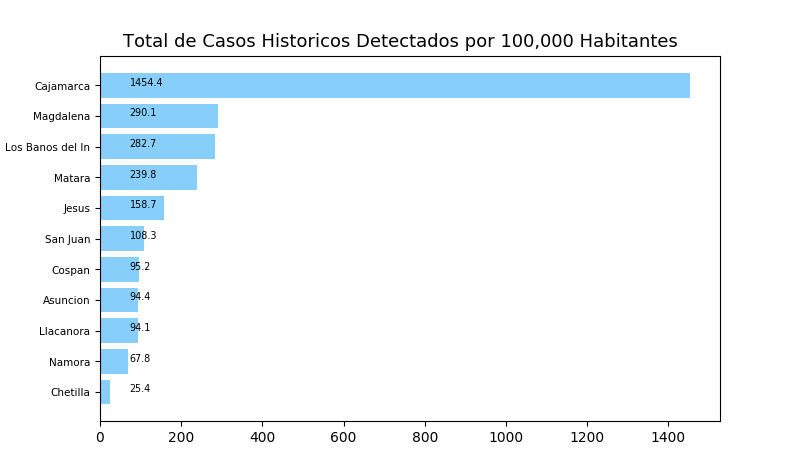 Total de Casos Historicos Detectados por 100,000 Habitantes
Cajamarca 1454.4
Magdalena 290.1
Los Banos del In 282.7
Matara 239.8
Jesus 158.7
San Juan 108.3
Cospan 95.2
Asuncion 94.4
Llacanora 94.1
Namora 67.8
Chetilla 25.4
0 200 400 600 800 1000 1200 1400